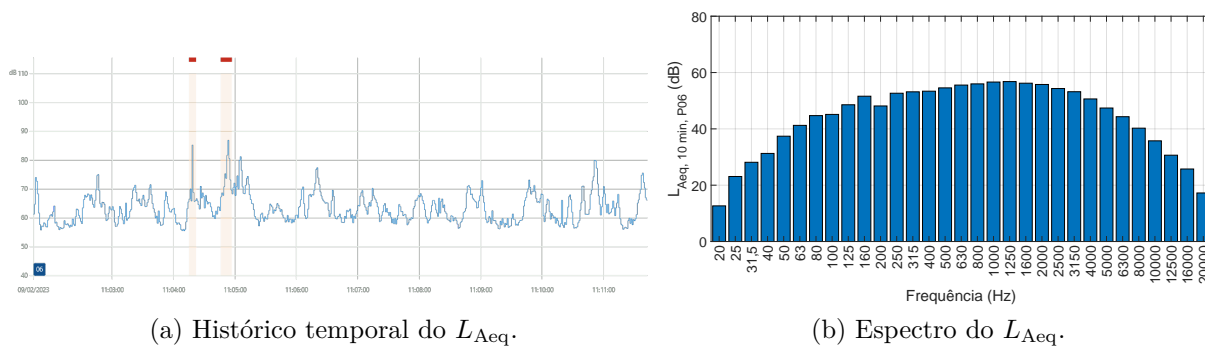 dB 110
100
90
80
70
60
50
40
06
09/02/2023 11:03:00 11:04:00 11:05:00 11:06:00 11:07:00 11:08:00 11:09:00 11:10:00 11:11:00
(a) Histórico temporal do LAeq.
LAeq, 10 min, P06 (dB)
80
60
40
20
0
20 25 31,5 40 50 63 80 100 125 160 200 250 315 400 500 630 800 1000 1250 1600 2000 2500 3150 4000 5000 6300 8000 10000 12500 16000 20000
Frequência (Hz)
(b) Espectro do LAeq.